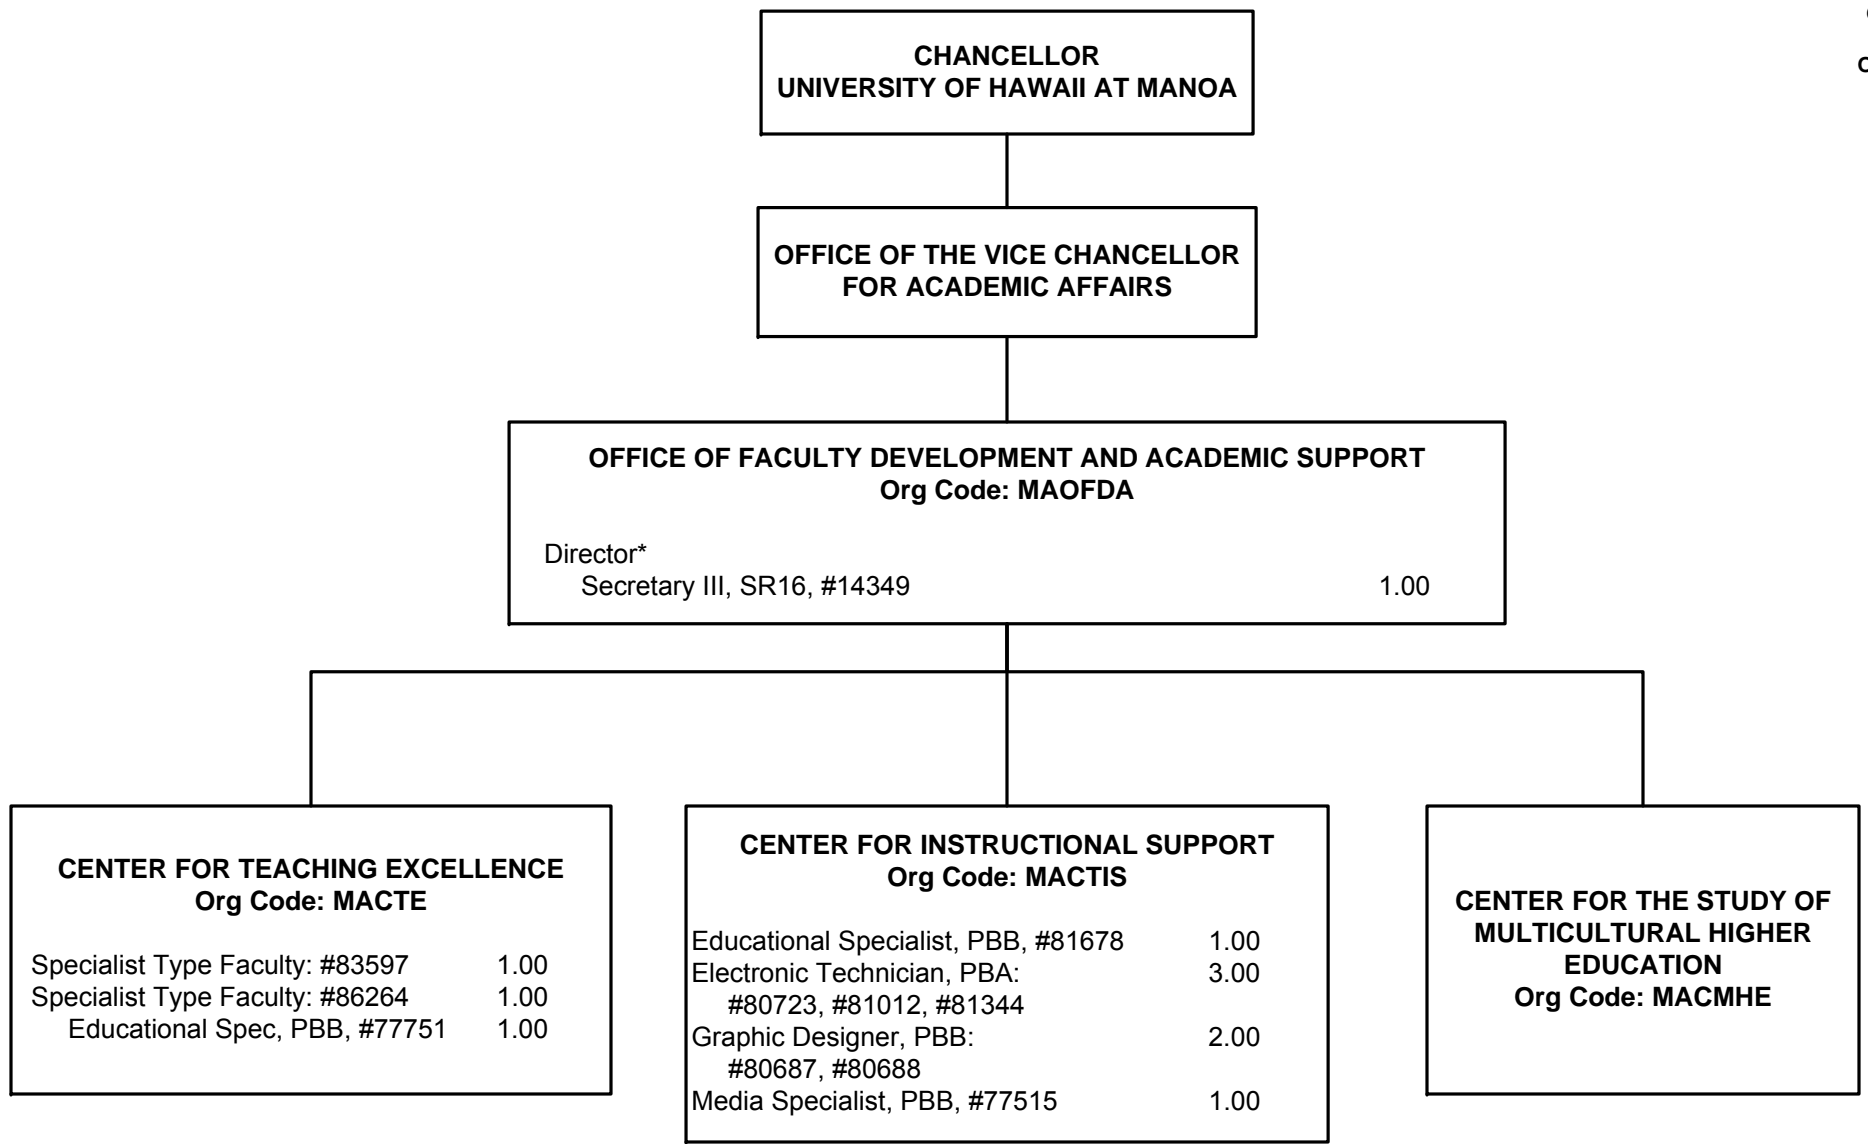 CHANCELLOR
UNIVERSITY OF HAWAII AT MANOA
OFFICE OF THE VICE CHANCELLOR
FOR ACADEMIC AFFAIRS
OFFICE OF FACULTY DEVELOPMENT AND ACADEMIC SUPPORT
Org Code: MAOFDA
Director*
Secretary III, SR16, #14349 1.00
CENTER FOR TEACHING EXCELLENCE
Org Code: MACTE
Specialist Type Faculty: #83597 1.00
Specialist Type Faculty: #86264 1.00
Educational Spec, PBB, #77751 1.00
CENTER FOR INSTRUCTIONAL SUPPORT
Org Code: MACTIS
Educational Specialist, PBB, #81678 1.00
Electronic Technician, PBA: 3.00
#80723, #81012, #81344
Graphic Designer, PBB: 2.00
#80687, #80688
Media Specialist, PBB, #77515 1.00
CENTER FOR THE STUDY OF
MULTICULTURAL HIGHER
EDUCATION
Org Code: MACMHE